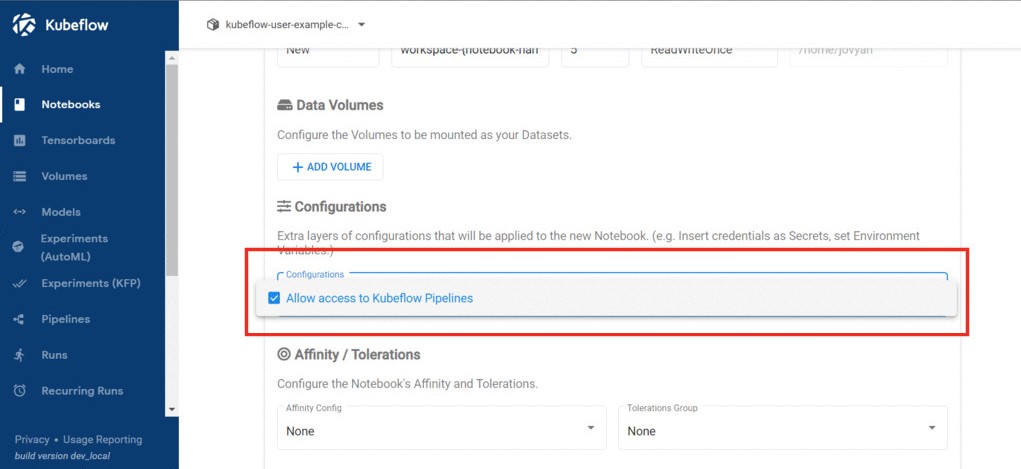 Kubeflow
kubeflow-user-example-c...
Home
Notebooks
Tensorboards
Volumes
Models
Experiments
(AutoML)
Experiments (KFP)
Pipelines
Runs
Recurring Runs
Privacy • Usage Reporting
build version dev_local
New workspace-{notebook-nam 5 ReadWriteOnce /home/jovyan
Data Volumes
Configure the Volumes to be mounted as your Datasets.
+ ADD VOLUME
Configurations
Extra layers of configurations that will be applied to the new Notebook. (e.g. Insert credentials as Secrets, set Environment
Variables.)
Configurations
Allow access to Kubeflow Pipelines
Affinity / Tolerations
Configure the Notebook's Affinity and Tolerations.
Affinity Config Tolerations Group
None None